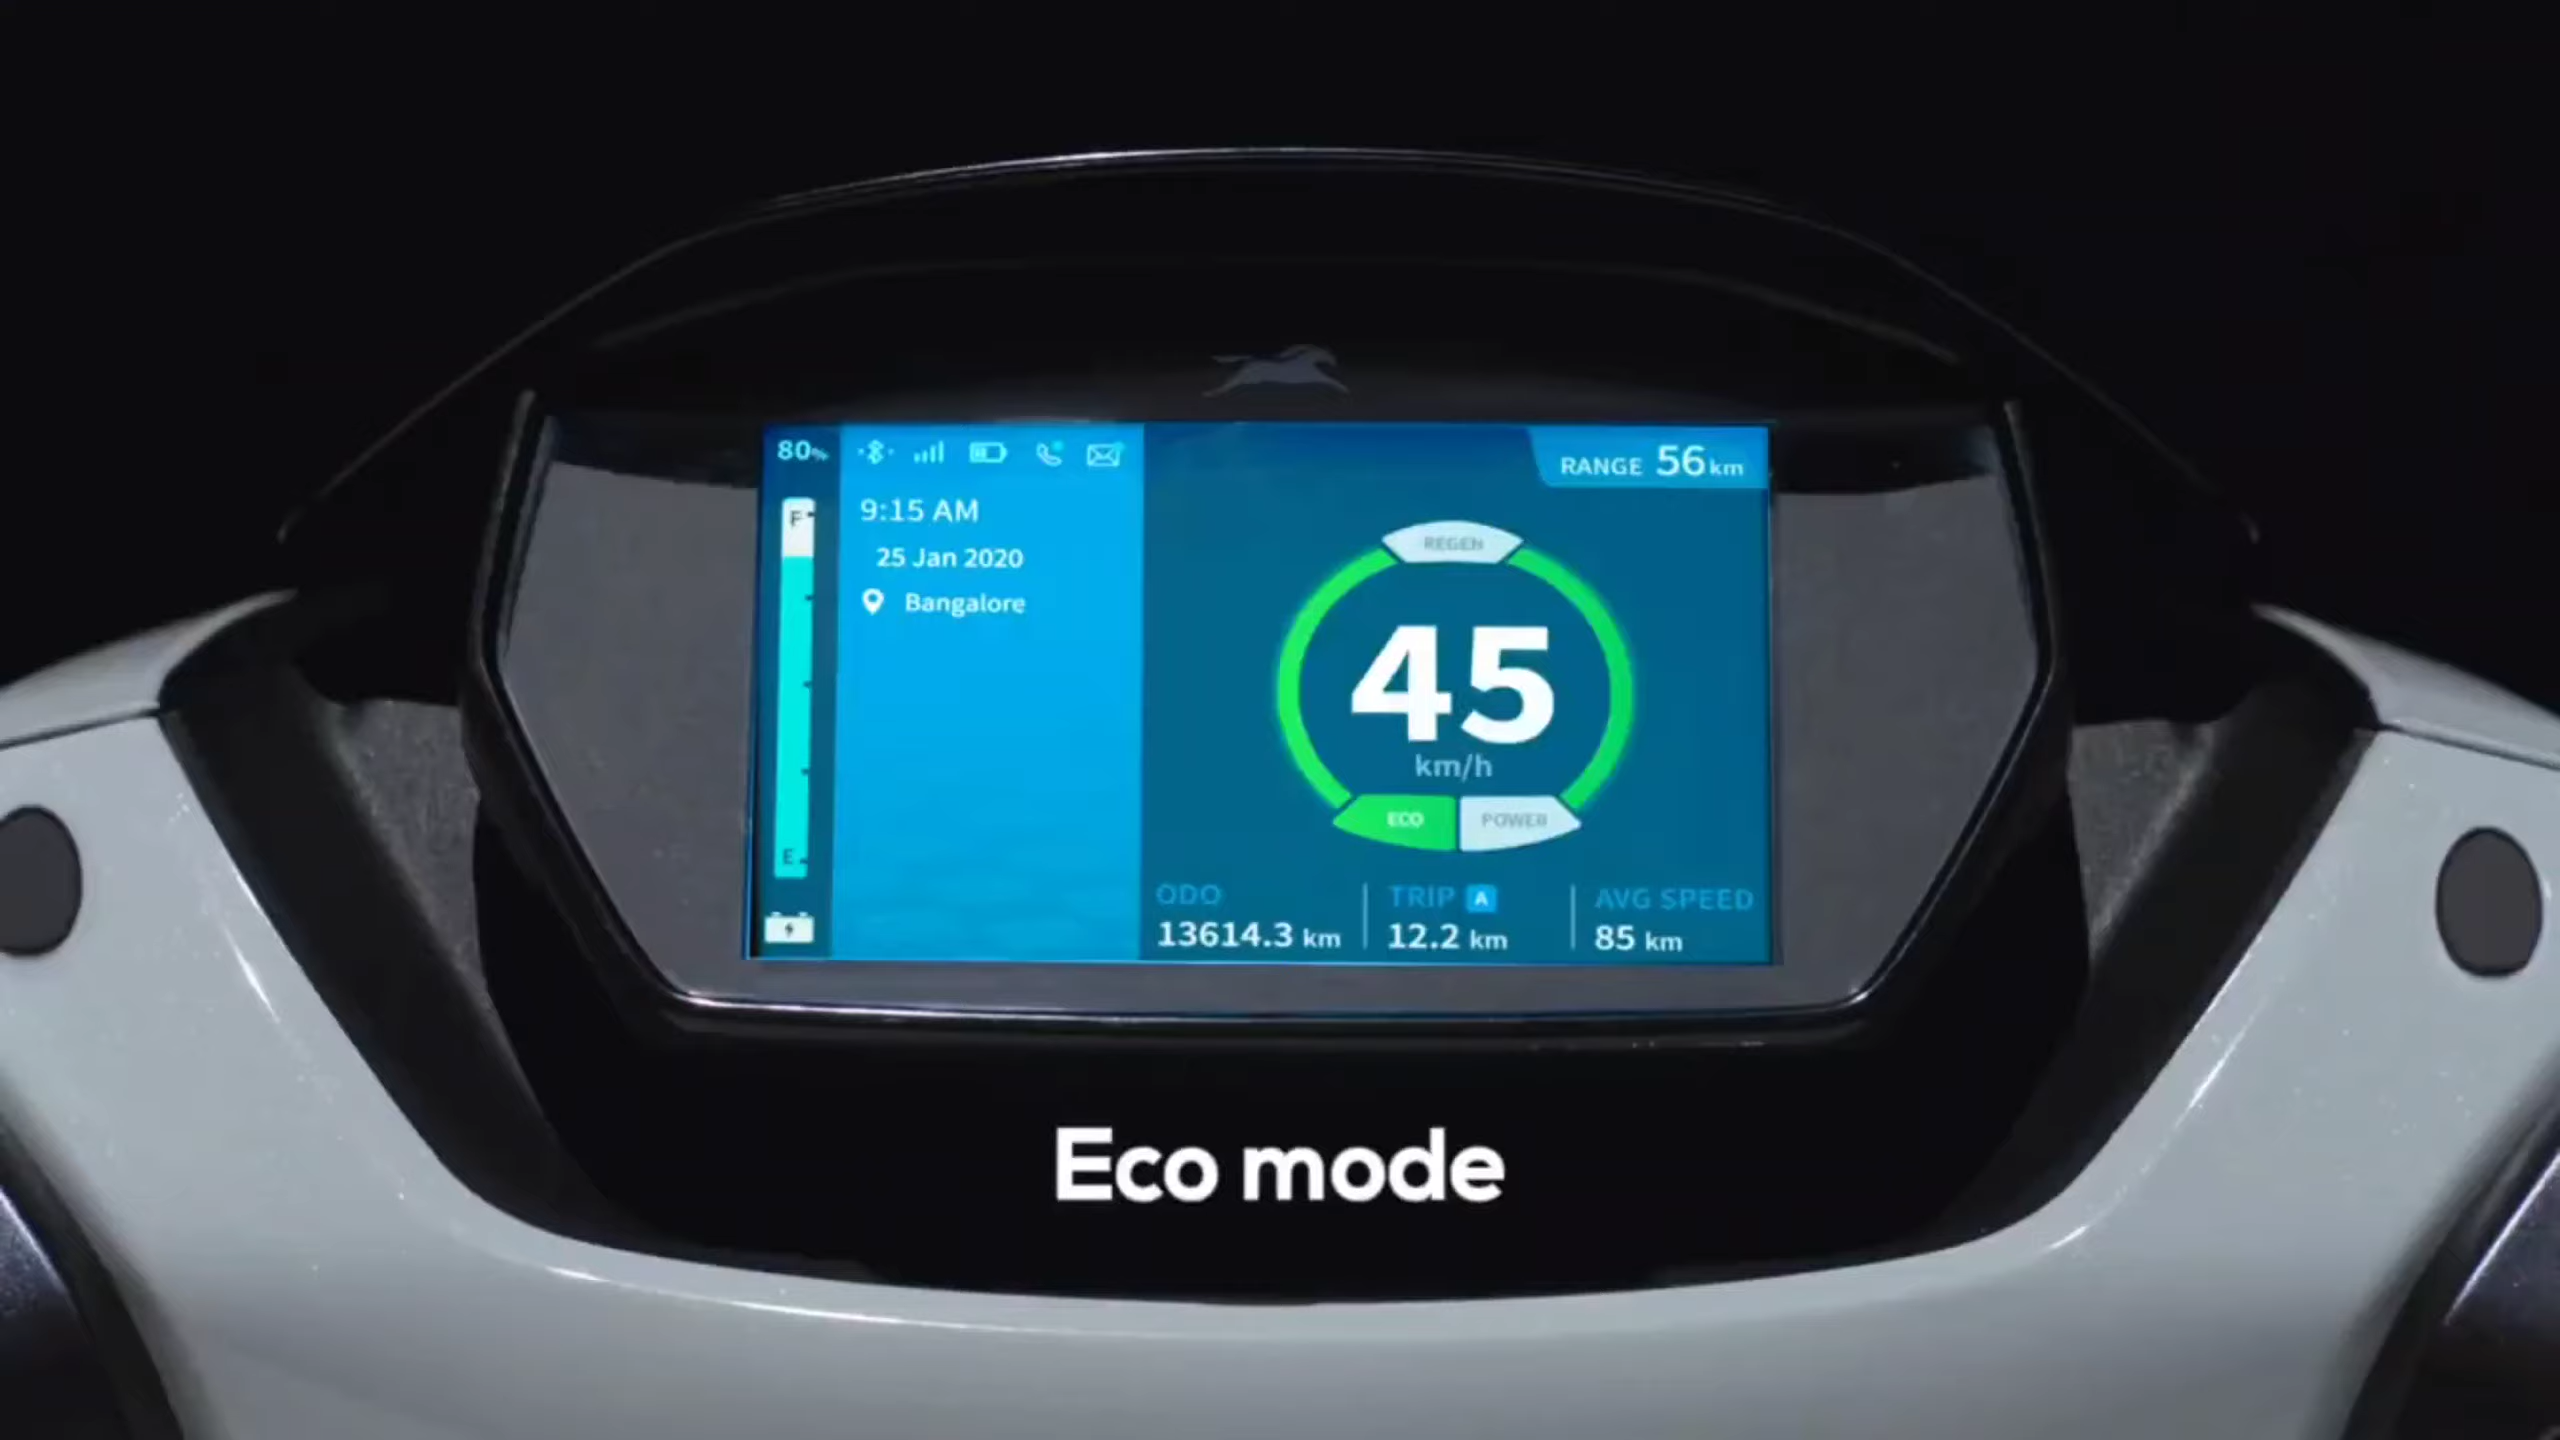 80%
RANGE 56 km
9:15 AM
25 Jan 2020
Bangalore
F
E
REGEN
45
km/h
ECO
POWER
ODO
13614.3 km
TRIP A
12.2 km
AVG SPEED
85 km
Eco mode